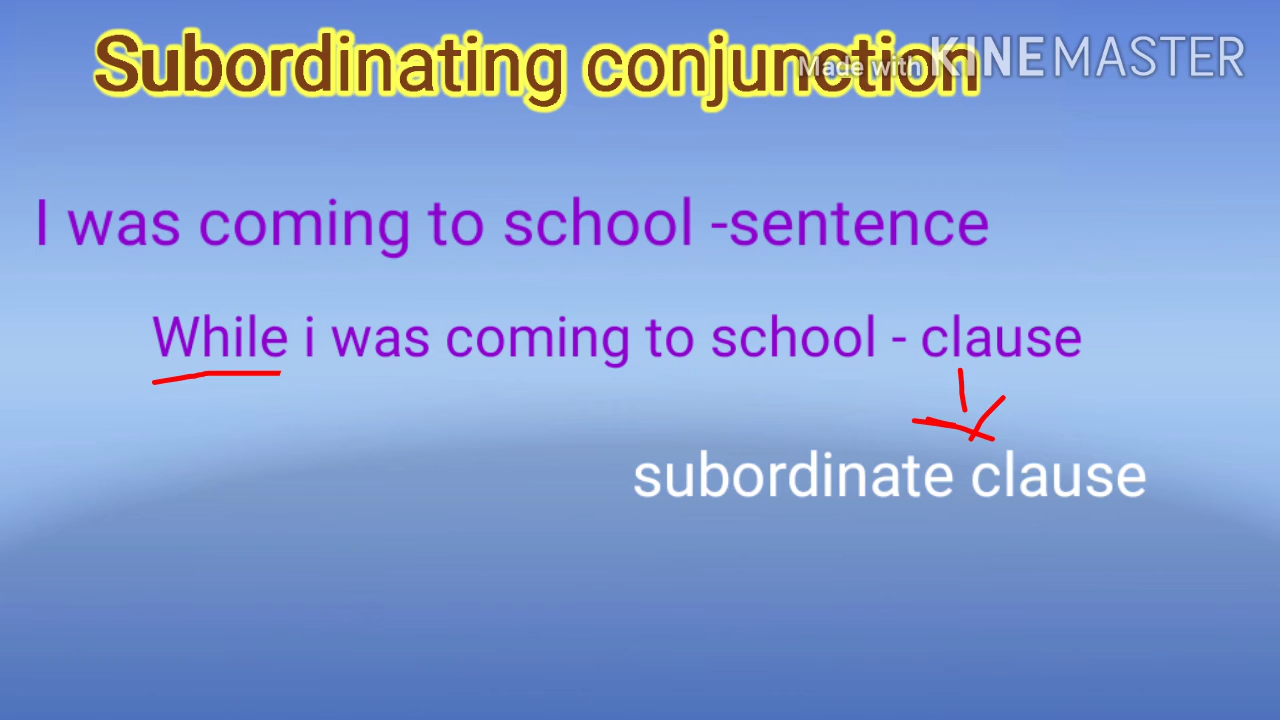 Subordinating conjunction
Made with KINEMASTER
I was coming to school -sentence
While i was coming to school - clause
subordinate clause